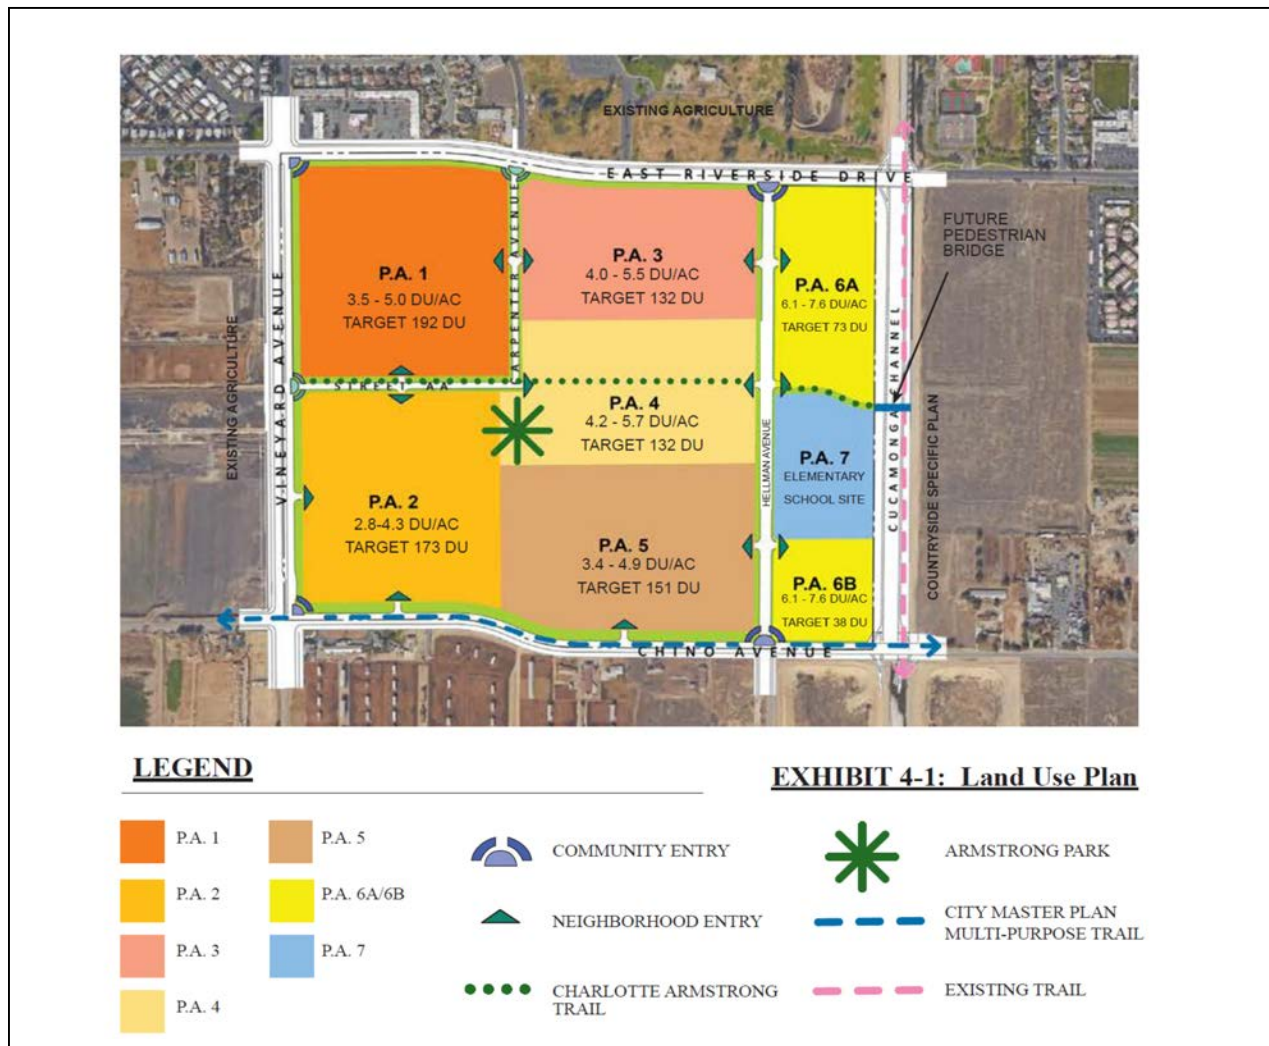 EXISTING AGRICULTURE
EAST RIVERSIDE DRIVE
FUTURE
PEDESTRIAN
BRIDGE
VINEYARD AVENUE
EXISTING AGRICULTURE
CARPENTER AVENUE
P.A. 1
3.5 - 5.0 DU/AC
TARGET 192 DU
P.A. 3
4.0 - 5.5 DU/AC
TARGET 132 DU
P.A. 6A
6.1 - 7.6 DU/AC
TARGET 73 DU
STREET AA
P.A. 4
4.2 - 5.7 DU/AC
TARGET 132 DU
HELLMAN AVENUE
CUCAMONGA CHANNEL
COUNTRYSIDE SPECIFIC PLAN
P.A. 7
ELEMENTARY
SCHOOL SITE
P.A. 2
2.8-4.3 DU/AC
TARGET 173 DU
P.A. 5
3.4 - 4.9 DU/AC
TARGET 151 DU
P.A. 6B
6.1 - 7.6 DU/AC
TARGET 38 DU
CHINO AVENUE
LEGEND
EXHIBIT 4-1: Land Use Plan
P.A. 1
P.A. 2
P.A. 3
P.A. 4
P.A. 5
P.A. 6A/6B
P.A. 7
COMMUNITY ENTRY
NEIGHBORHOOD ENTRY
CHARLOTTE ARMSTRONG
TRAIL
ARMSTRONG PARK
CITY MASTER PLAN
MULTI-PURPOSE TRAIL
EXISTING TRAIL